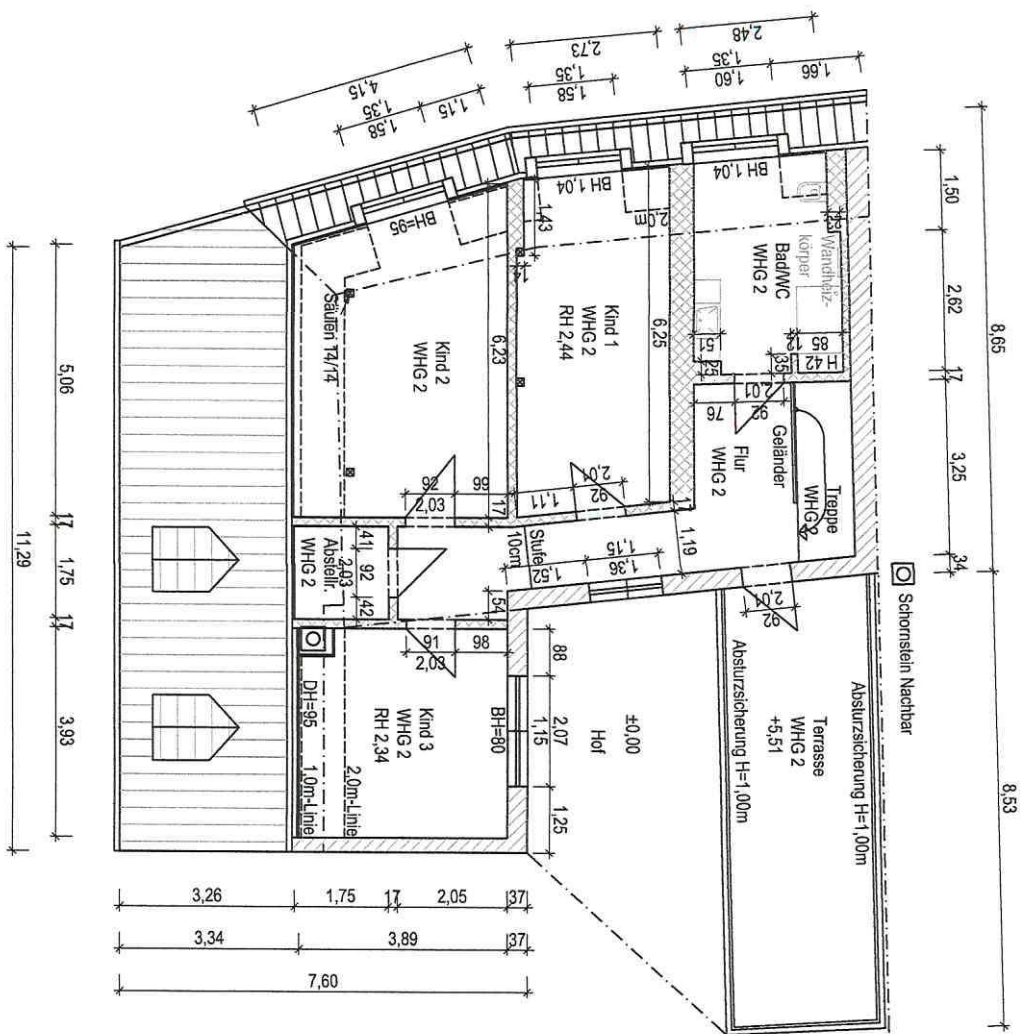 2,48
1,35
1,60
1,66
2,73
1,35
1,58
4,15
1,35
1,58
1,15
8,65
1,50
2,62
17
3,25
34
8,53
BH 1,04
Wandheiz-
körper
Bad/WC
WHG 2
51
25
35
12
85
H 42
BH 1,04
1,43
2,0m
14
Kind 1
WHG 2
RH 2,44
6,25
BH=95
Säulen 14/14
Kind 2
WHG 2
6,23
2,01
92
76
Geländer
Flur
WHG 2
Treppe
WHG 2
92
2,03
99
17
1,11
2,01
92
1,19
10cm
Stufe
1,52
1,36
1,15
2,01
92
41
92
2,03
42
Abstellr.
WHG 2
54
91
2,03
98
Kind 3
WHG 2
RH 2,34
BH=80
DH=95
1,0m-Linie
2,0m-Linie
88
2,07
1,15
1,25
±0,00
Hof
Absturzsicherung H=1,00m
Terrasse
WHG 2
+5,51
Absturzsicherung H=1,00m
Schornstein Nachbar
11,29
5,06
17
1,75
17
3,93
3,26
1,75
17
2,05
37
3,34
3,89
37
7,60